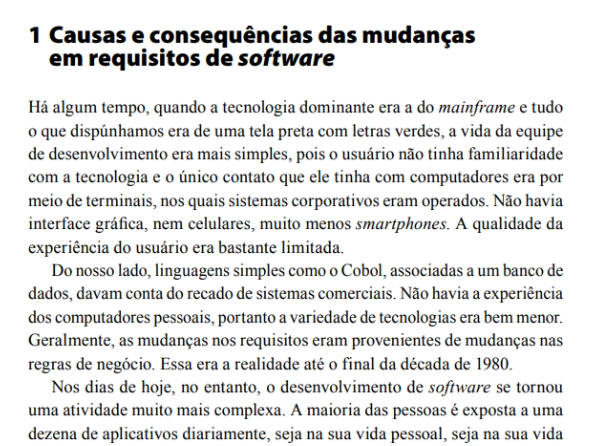 1 Causas e consequências das mudanças
em requisitos de software
Há algum tempo, quando a tecnologia dominante era a do mainframe e tudo
o que dispúnhamos era de uma tela preta com letras verdes, a vida da equipe
de desenvolvimento era mais simples, pois o usuário não tinha familiaridade
com a tecnologia e o único contato que ele tinha com computadores era por
meio de terminais, nos quais sistemas corporativos eram operados. Não havia
interface gráfica, nem celulares, muito menos smartphones. A qualidade da
experiência do usuário era bastante limitada.
Do nosso lado, linguagens simples como o Cobol, associadas a um banco de
dados, davam conta do recado de sistemas comerciais. Não havia a experiência
dos computadores pessoais, portanto a variedade de tecnologias era bem menor.
Geralmente, as mudanças nos requisitos eram provenientes de mudanças nas
regras de negócio. Essa era a realidade até o final da década de 1980.
Nos dias de hoje, no entanto, o desenvolvimento de software se tornou
uma atividade muito mais complexa. A maioria das pessoas é exposta a uma
dezena de aplicativos diariamente, seja na sua vida pessoal, seja na sua vida